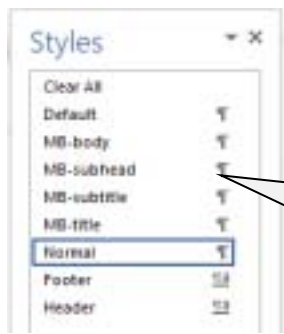 Styles
Clear All
Default ¶
MB-body ¶
MB-subhead ¶
MB-subtitle ¶
MB-title ¶
Normal ¶
Footer ¶a
Header ¶a